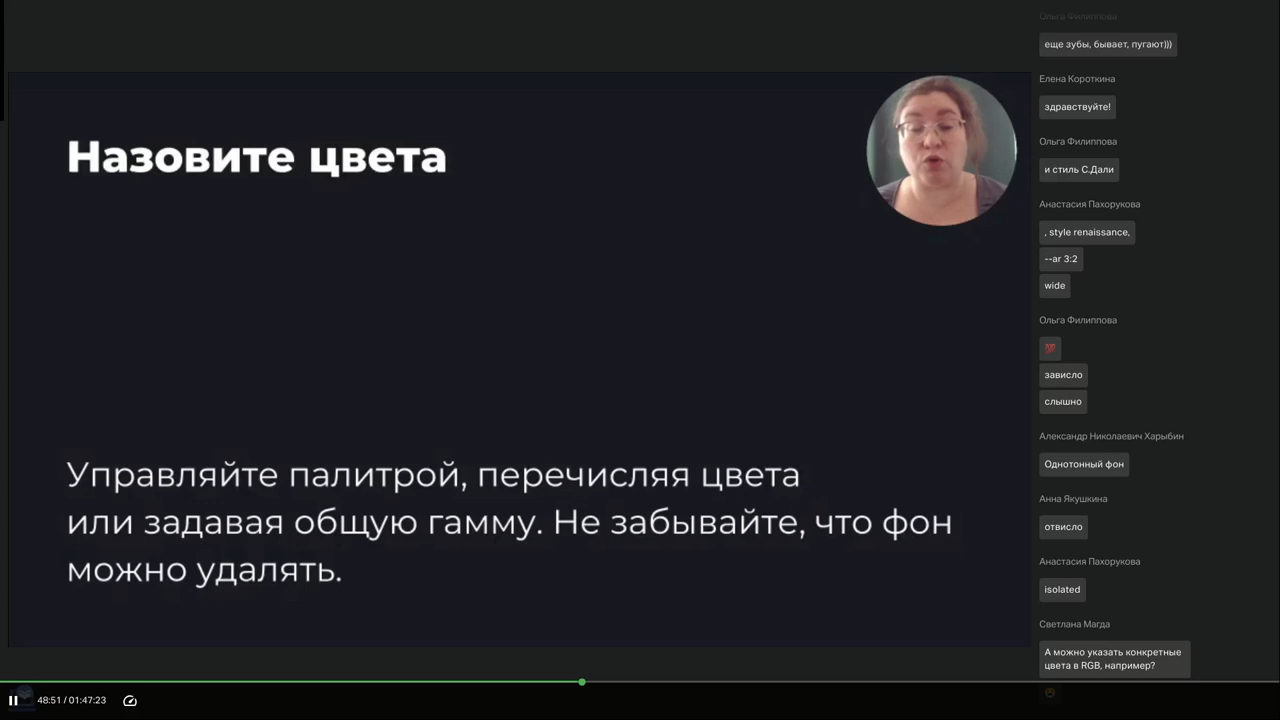 Назовите цвета
Управляйте палитрой, перечисляя цвета
или задавая общую гамму. Не забывайте, что фон
можно удалять.
Ольга Филиппова
еще зубы, бывает, пугают)))
Елена Короткина
здравствуйте!
Ольга Филиппова
и стиль С.Дали
Анастасия Пахорукова
, style renaissance,
--ar 3:2
wide
Ольга Филиппова
💯
зависло
слышно
Александр Николаевич Харыбин
Однотонный фон
Анна Якушкина
отвисло
Анастасия Пахорукова
isolated
Светлана Магда
А можно указать конкретные
цвета в RGB, например?
48:51 / 01:47:23